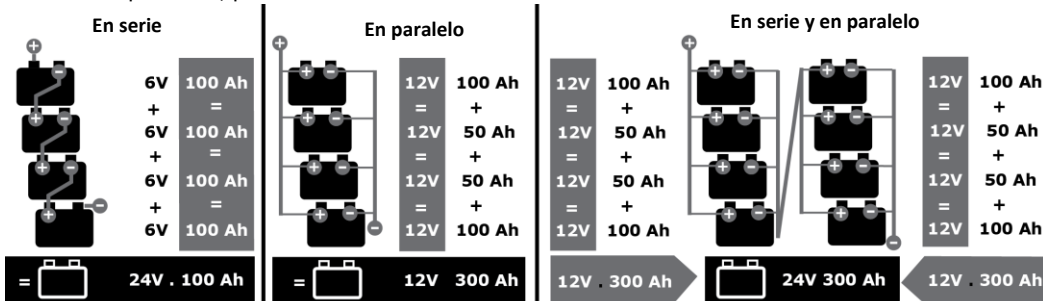 En serie
6V 100 Ah
+ =
6V 100 Ah
+ =
6V 100 Ah
+ =
6V 100 Ah
= 24V . 100 Ah
En paralelo
12V 100 Ah
= +
12V 50 Ah
= +
12V 50 Ah
= +
12V 100 Ah
= 12V 300 Ah
En serie y en paralelo
12V 100 Ah
= +
12V 50 Ah
= +
12V 50 Ah
= +
12V 100 Ah
12V . 300 Ah
24V 300 Ah
12V 100 Ah
= +
12V 50 Ah
= +
12V 50 Ah
= +
12V 100 Ah
12V . 300 Ah